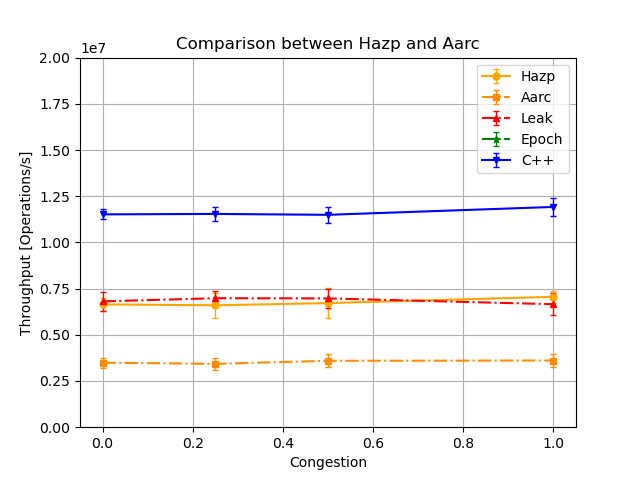 Comparison between Hazp and Aarc
1e7
2.00
1.75
1.50
1.25
1.00
0.75
0.50
0.25
0.00
Throughput [Operations/s]
0.0 0.2 0.4 0.6 0.8 1.0
Congestion
Hazp
Aarc
Leak
Epoch
C++